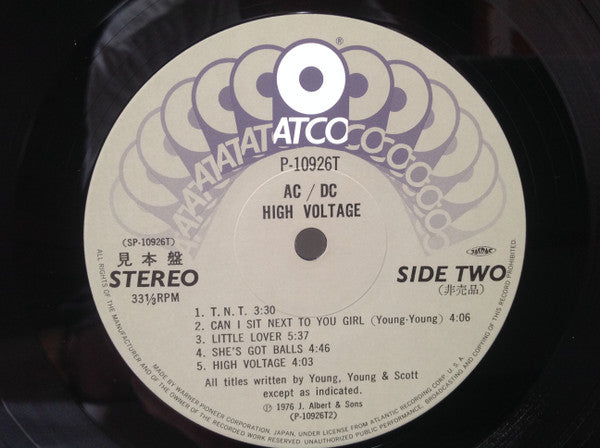 ®
ATCO
P-10926T
AC / DC
HIGH VOLTAGE
(SP-10926T)
見本盤
STEREO
33⅓RPM
SIDE TWO
(非売品)
1. T.N.T. 3:30
2. CAN I SIT NEXT TO YOU GIRL (Young-Young) 4:06
3. LITTLE LOVER 5:37
4. SHE'S GOT BALLS 4:46
5. HIGH VOLTAGE 4:03
All titles written by Young, Young & Scott
except as indicated.
Ⓟ 1976 J. Albert & Sons
(P-10926T2)
ALL RIGHTS OF THE MANUFACTURER AND OF THE OWNER OF THE RECORDED WORK RESERVED. UNAUTHORIZED PUBLIC PERFORMANCE, BROADCASTING AND COPYING OF THIS RECORD PROHIBITED.
MADE BY WARNER-PIONEER CORPORATION, JAPAN, UNDER LICENSE FROM ATLANTIC RECORDING CORP. U.S.A.